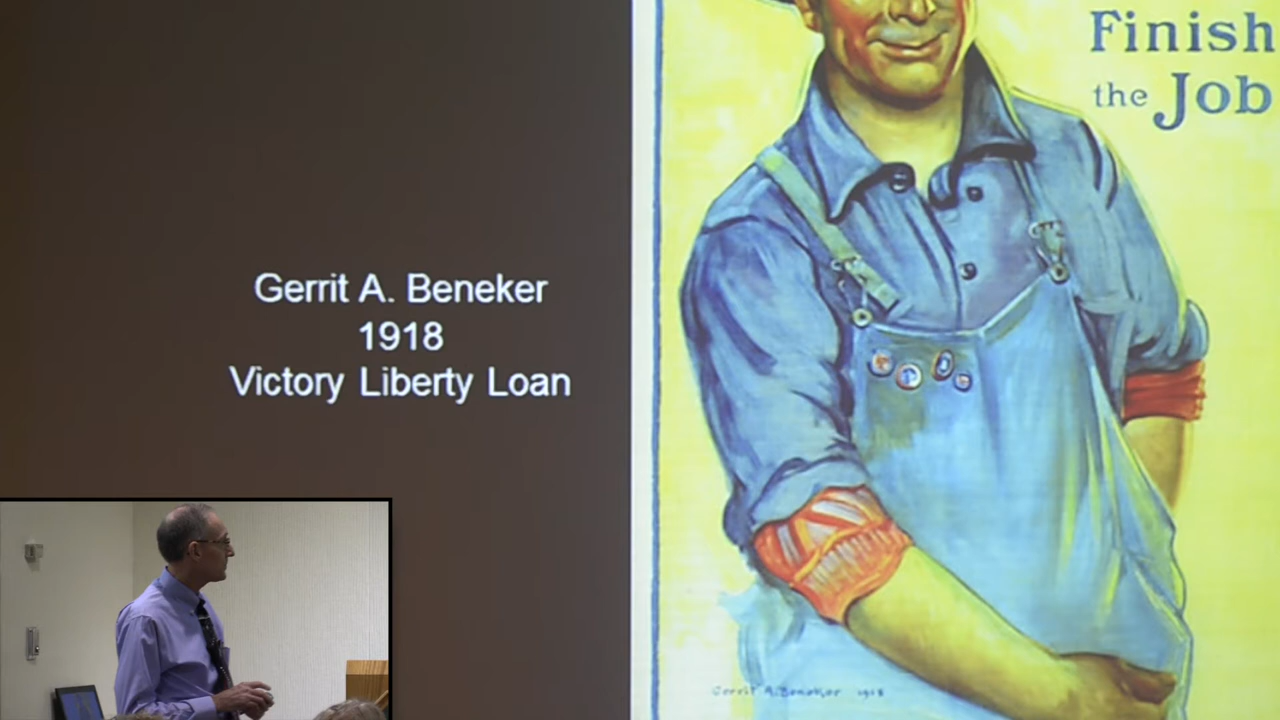 Gerrit A. Beneker
1918
Victory Liberty Loan
Finish
the Job
Gerrit A. Beneker 1918